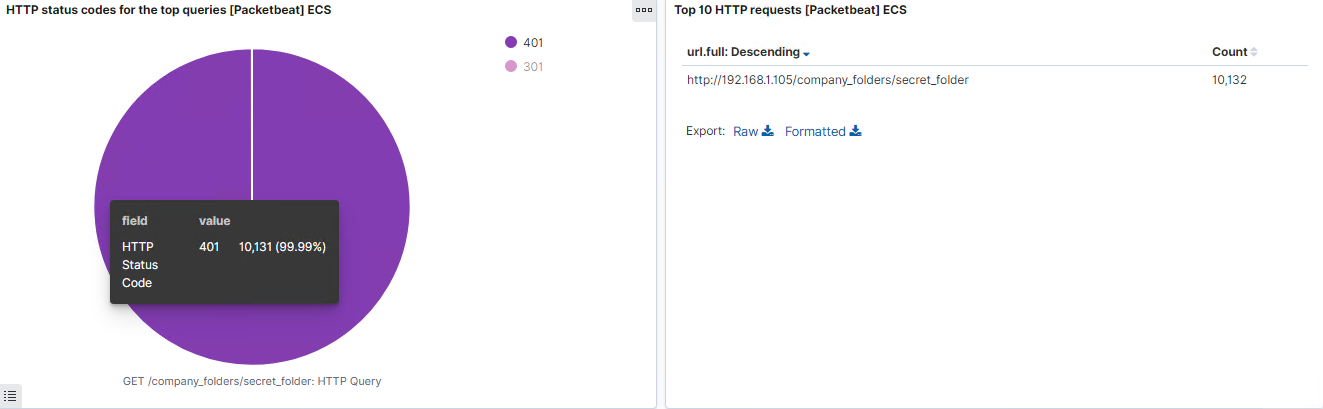 HTTP status codes for the top queries [Packetbeat] ECS
401
301
field value
HTTP 401 10,131 (99.99%)
Status
Code
GET /company_folders/secret_folder: HTTP Query
Top 10 HTTP requests [Packetbeat] ECS
url.full: Descending Count
http://192.168.1.105/company_folders/secret_folder 10,132
Export: Raw Formatted